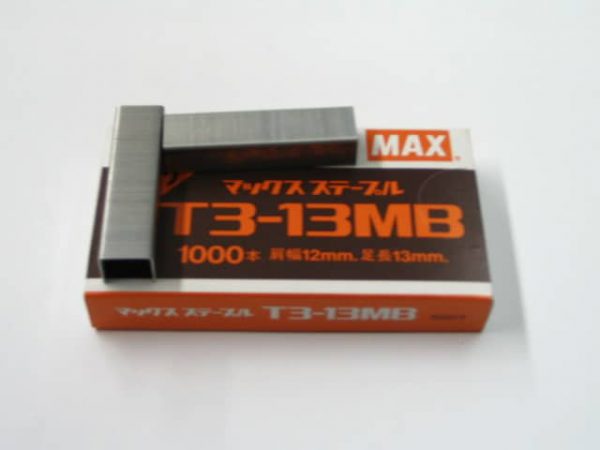 MAX
マックス ステープル
T3-13MB
1000本 肩幅12mm. 足長13mm.
マックス ステープル T3-13MB